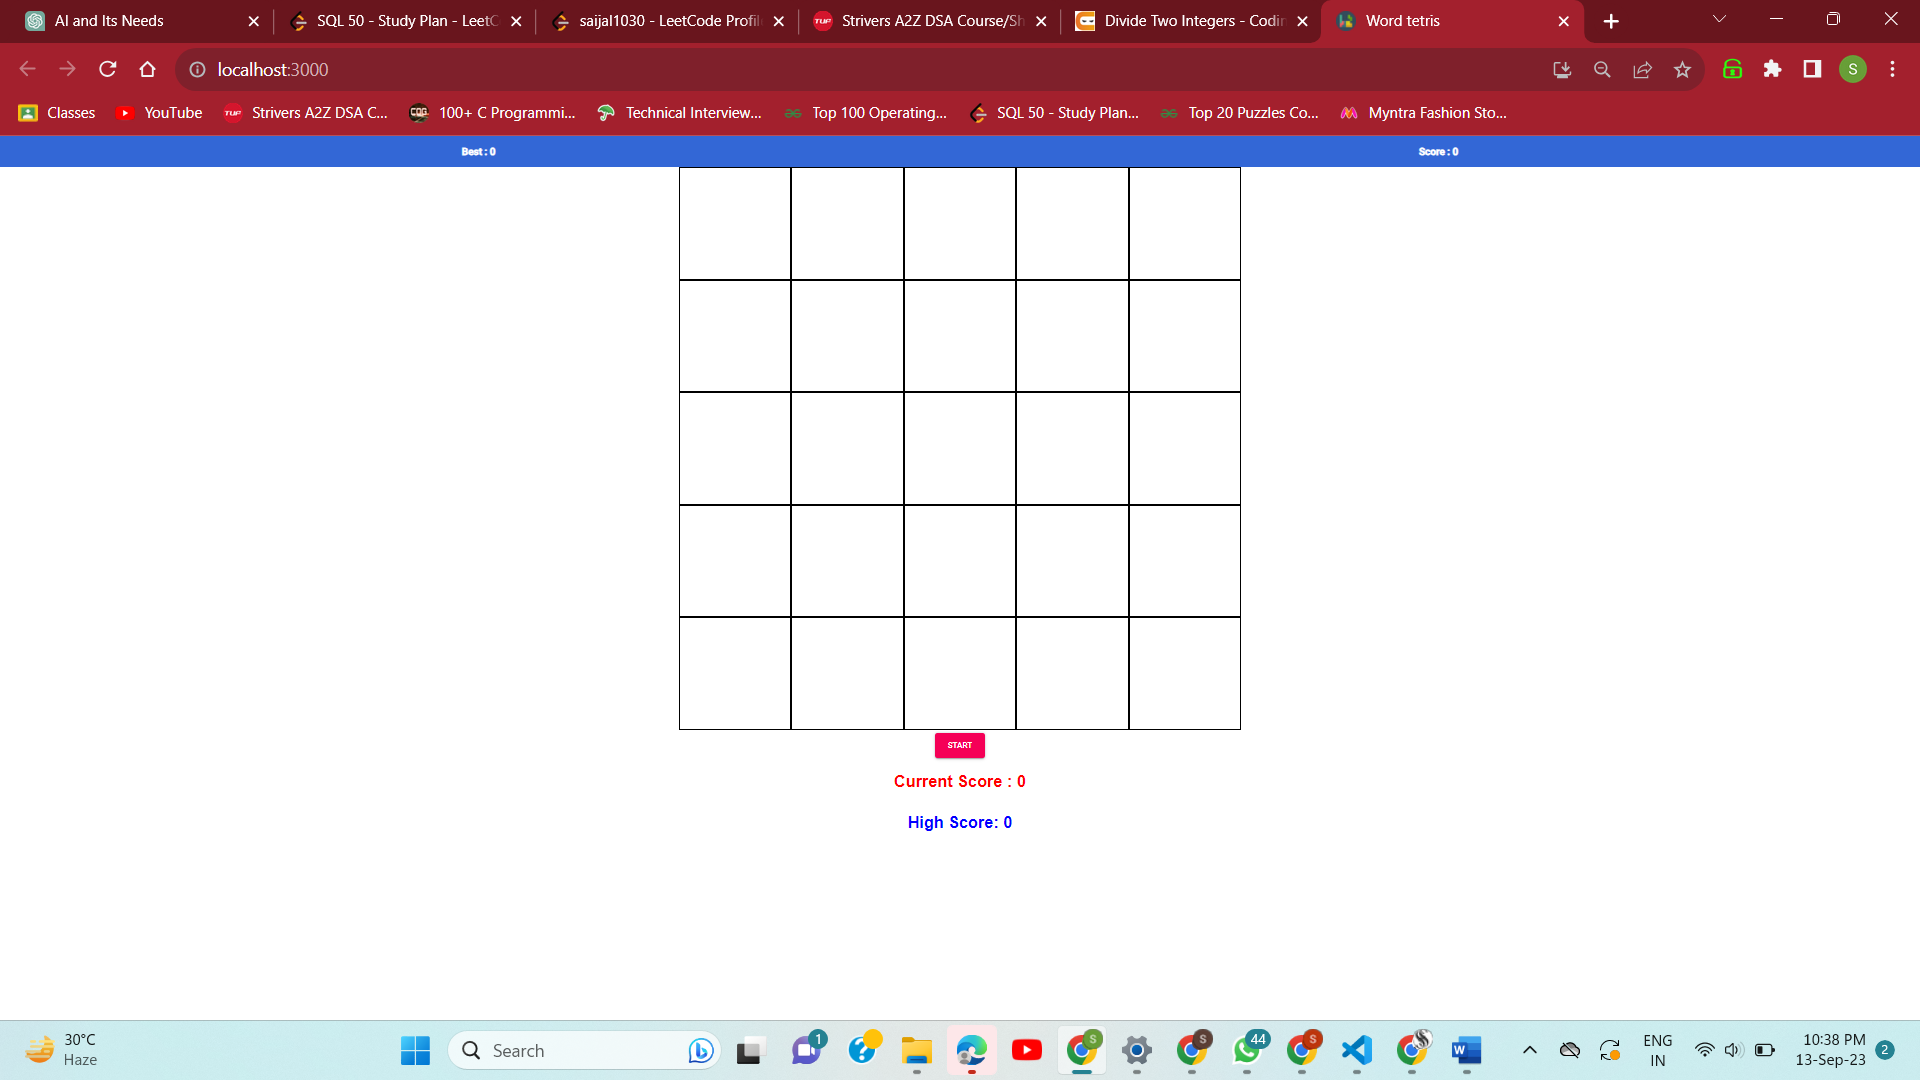 AI and Its Needs
SQL 50 - Study Plan - LeetC
saijal1030 - LeetCode Profil
Strivers A2Z DSA Course/Sh
Divide Two Integers - Codin
Word tetris
localhost:3000
S
Classes
YouTube
Strivers A2Z DSA C...
100+ C Programmi...
Technical Interview...
Top 100 Operating...
SQL 50 - Study Plan...
Top 20 Puzzles Co...
Myntra Fashion Sto...
Best : 0
Score : 0
START
Current Score : 0
High Score: 0
30°C
Haze
Search
1
S
S
44
S
W
ENG
IN
10:38 PM
13-Sep-23
2